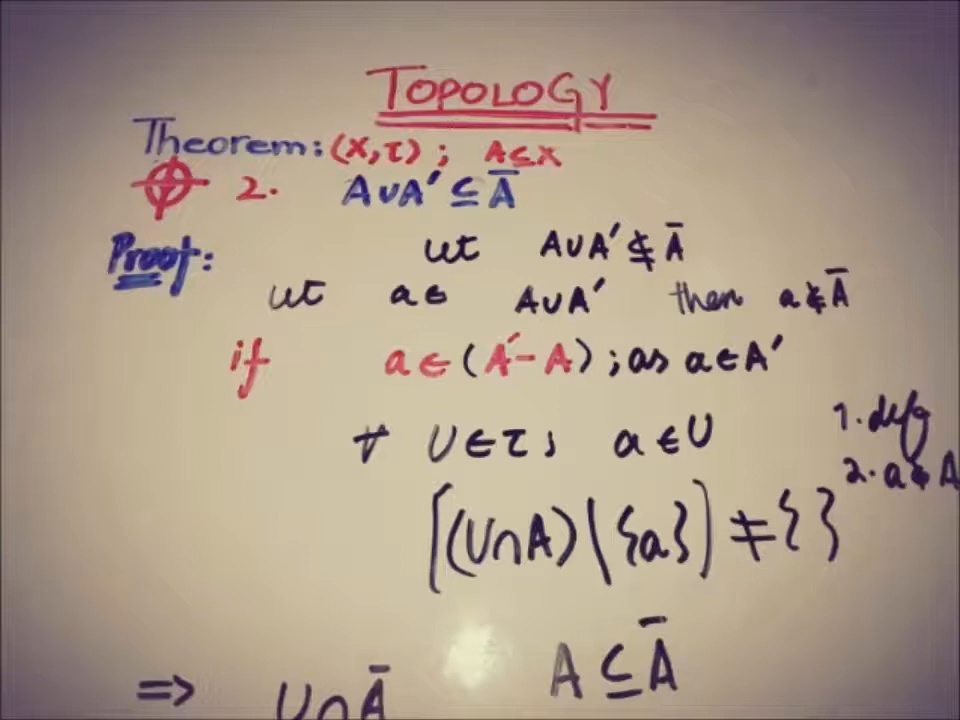 TOPOLOGY
Theorem: (X,τ); A⊆X
2. A∪A′ ⊆ A̅
Proof: let A∪A′ ⊈ A̅
let a∈ A∪A′ then a∉A̅
if a∈(A′-A); as a∈A′
∀ U∈τ; a∈U
1. defⁿ
2. a∉A
[(U∩A)\{a}] ≠ { }
A ⊆ A̅
⇒ U∩A̅